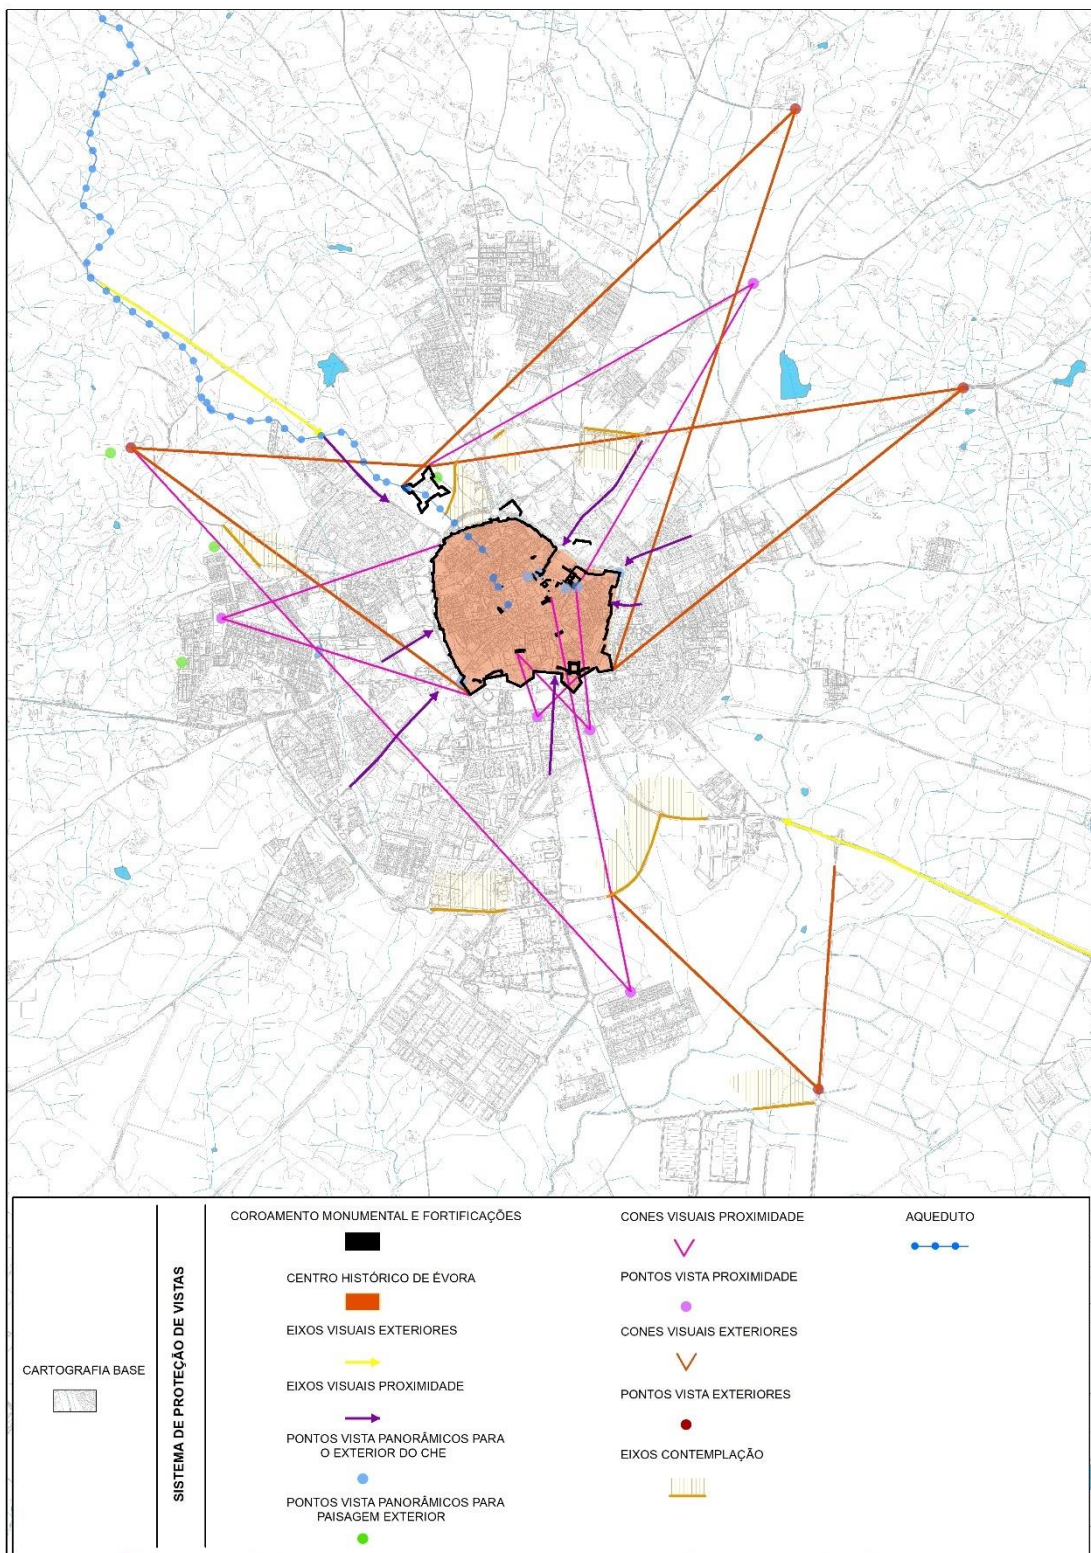 CARTOGRAFIA BASE
SISTEMA DE PROTEÇÃO DE VISTAS
COROAMENTO MONUMENTAL E FORTIFICAÇÕES
CENTRO HISTÓRICO DE ÉVORA
EIXOS VISUAIS EXTERIORES
EIXOS VISUAIS PROXIMIDADE
PONTOS VISTA PANORÂMICOS PARA
O EXTERIOR DO CHE
PONTOS VISTA PANORÂMICOS PARA
PAISAGEM EXTERIOR
CONES VISUAIS PROXIMIDADE
PONTOS VISTA PROXIMIDADE
CONES VISUAIS EXTERIORES
PONTOS VISTA EXTERIORES
EIXOS CONTEMPLAÇÃO
AQUEDUTO